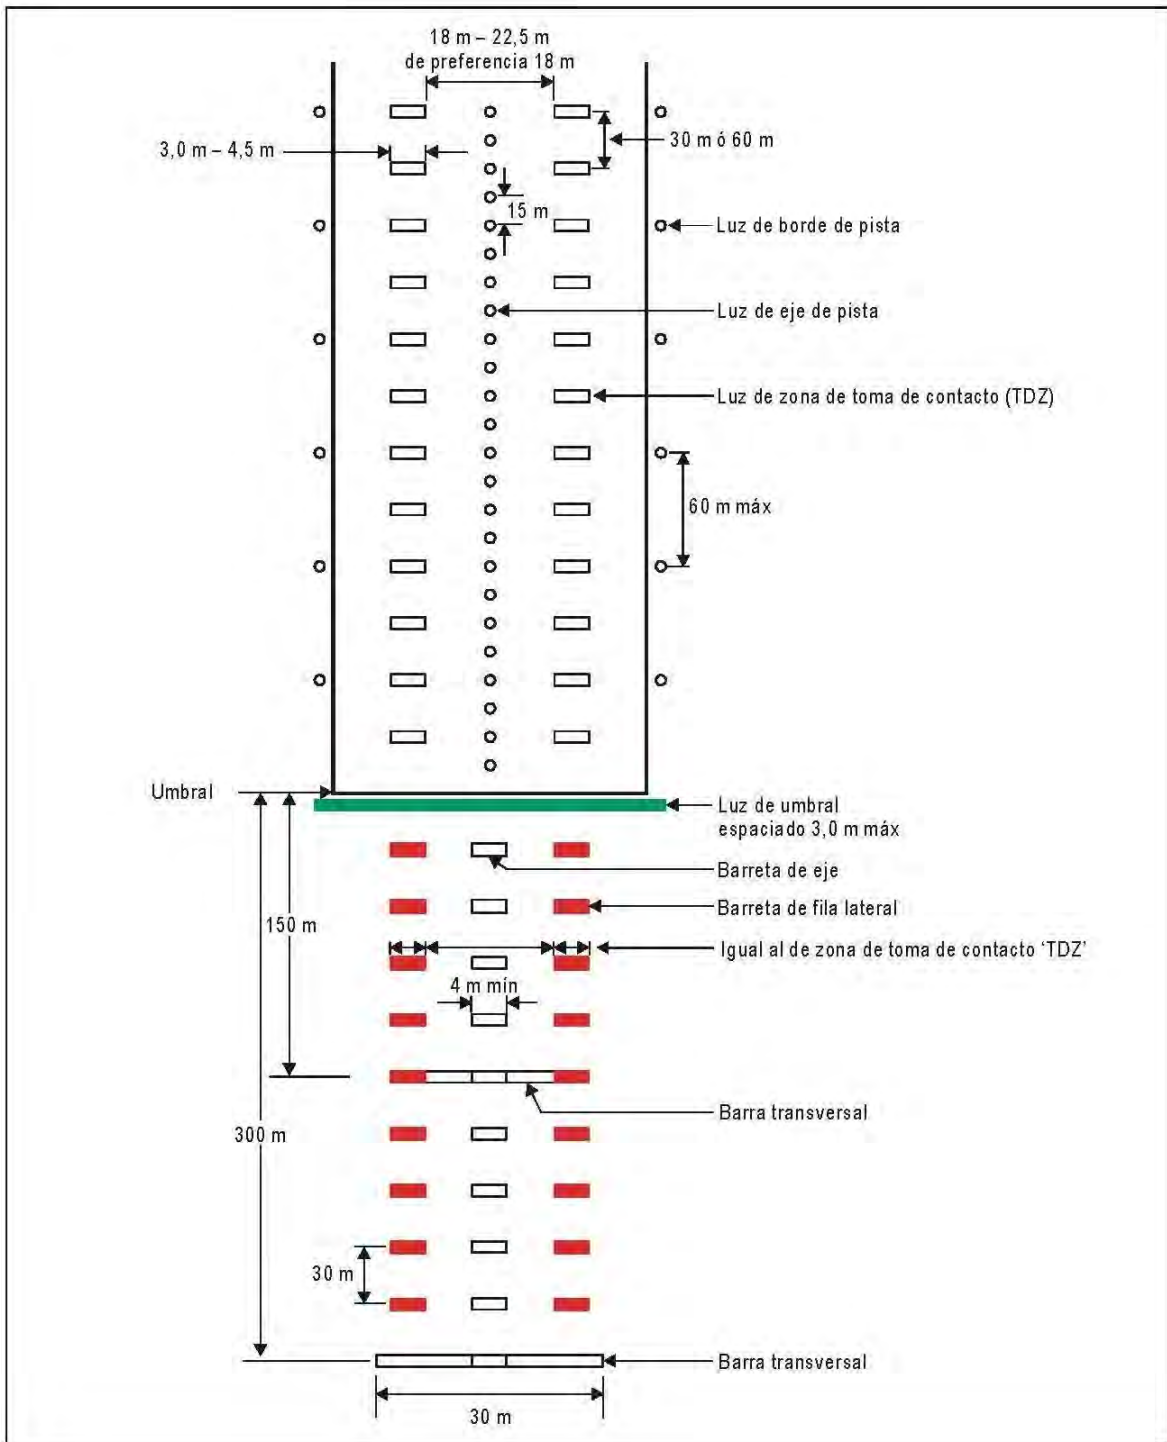 18 m – 22,5 m
de preferencia 18 m
3,0 m – 4,5 m
30 m ó 60 m
15 m
Luz de borde de pista
Luz de eje de pista
Luz de zona de toma de contacto (TDZ)
60 m máx
Umbral
Luz de umbral
espaciado 3,0 m máx
Barreta de eje
Barreta de fila lateral
150 m
Igual al de zona de toma de contacto ‘TDZ’
4 m mín
Barra transversal
300 m
30 m
Barra transversal
30 m